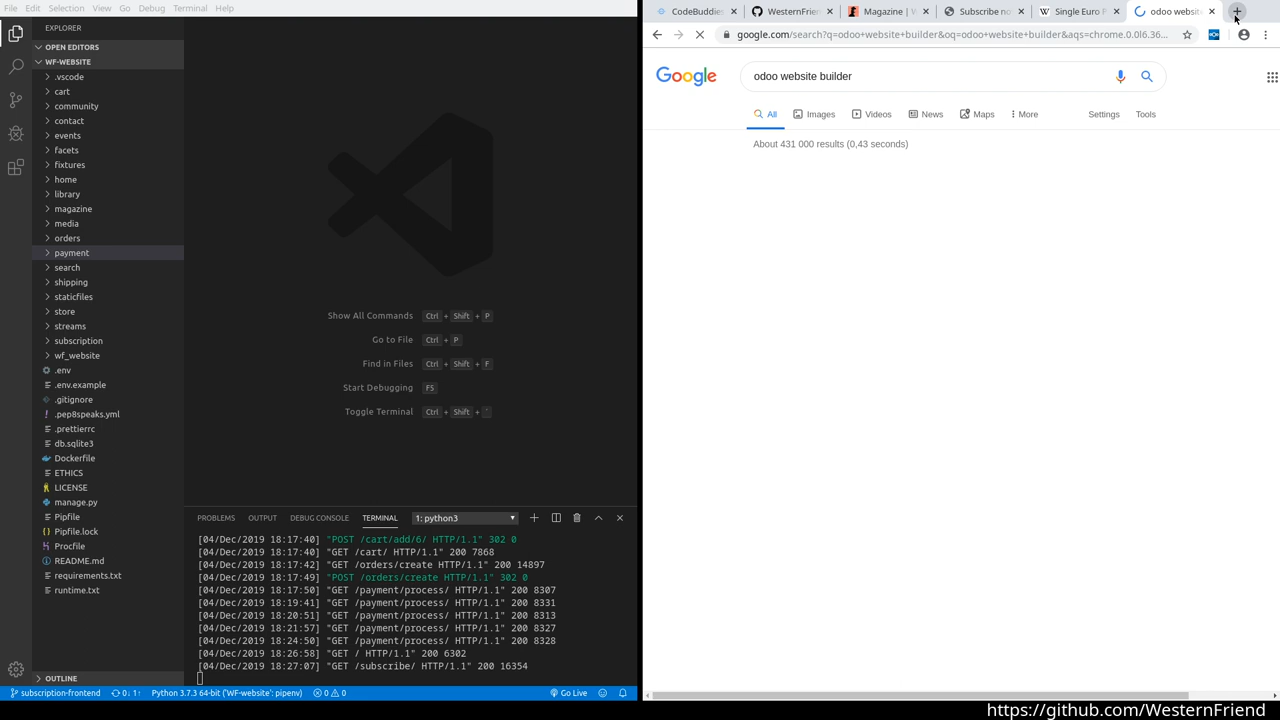 File Edit Selection View Go Debug Terminal Help
EXPLORER
OPEN EDITORS
WF-WEBSITE
.vscode
cart
community
contact
events
facets
fixtures
home
library
magazine
media
orders
payment
search
shipping
staticfiles
store
streams
subscription
wf_website
.env
.env.example
.gitignore
.pep8speaks.yml
.prettierrc
db.sqlite3
Dockerfile
ETHICS
LICENSE
manage.py
Pipfile
Pipfile.lock
Procfile
README.md
requirements.txt
runtime.txt
OUTLINE
Show All Commands Ctrl + Shift + P
Go to File Ctrl + P
Find in Files Ctrl + Shift + F
Start Debugging F5
Toggle Terminal Ctrl + Shift + `
PROBLEMS OUTPUT DEBUG CONSOLE TERMINAL 1: python3
[04/Dec/2019 18:17:40] "POST /cart/add/6/ HTTP/1.1" 302 0
[04/Dec/2019 18:17:40] "GET /cart/ HTTP/1.1" 200 7868
[04/Dec/2019 18:17:42] "GET /orders/create HTTP/1.1" 200 14897
[04/Dec/2019 18:17:49] "POST /orders/create HTTP/1.1" 302 0
[04/Dec/2019 18:17:50] "GET /payment/process/ HTTP/1.1" 200 8307
[04/Dec/2019 18:19:41] "GET /payment/process/ HTTP/1.1" 200 8331
[04/Dec/2019 18:20:51] "GET /payment/process/ HTTP/1.1" 200 8313
[04/Dec/2019 18:21:57] "GET /payment/process/ HTTP/1.1" 200 8327
[04/Dec/2019 18:24:50] "GET /payment/process/ HTTP/1.1" 200 8328
[04/Dec/2019 18:26:58] "GET / HTTP/1.1" 200 6302
[04/Dec/2019 18:27:07] "GET /subscribe/ HTTP/1.1" 200 16354
subscription-frontend 0↓ 1↑ Python 3.7.3 64-bit ('WF-website': pipenv) 0 0 Go Live
CodeBuddies WesternFrien Magazine | W Subscribe no Single Euro P odoo websit
google.com/search?q=odoo+website+builder&oq=odoo+website+builder&aqs=chrome.0.0l6.36...
Google odoo website builder
All Images Videos News Maps More Settings Tools
About 431 000 results (0,43 seconds)
https://github.com/WesternFriend